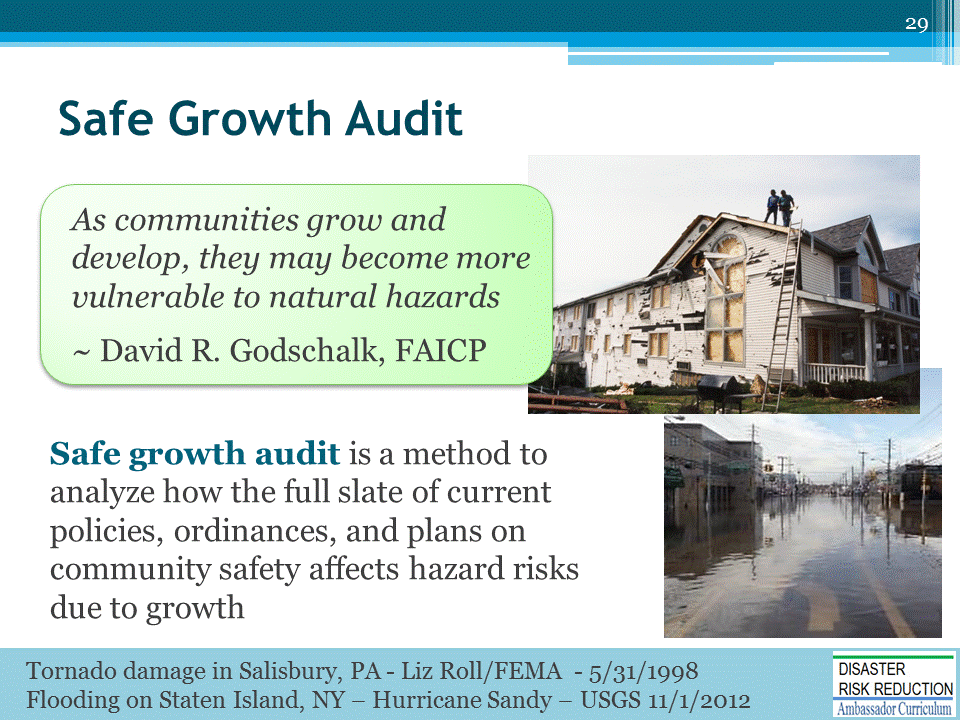 29
Safe Growth Audit
As communities grow and
develop, they may become more
vulnerable to natural hazards
~ David R. Godschalk, FAICP
Safe growth audit is a method to
analyze how the full slate of current
policies, ordinances, and plans on
community safety affects hazard risks
due to growth
Tornado damage in Salisbury, PA - Liz Roll/FEMA - 5/31/1998
Flooding on Staten Island, NY – Hurricane Sandy – USGS 11/1/2012
DISASTER
RISK REDUCTION
Ambassador Curriculum